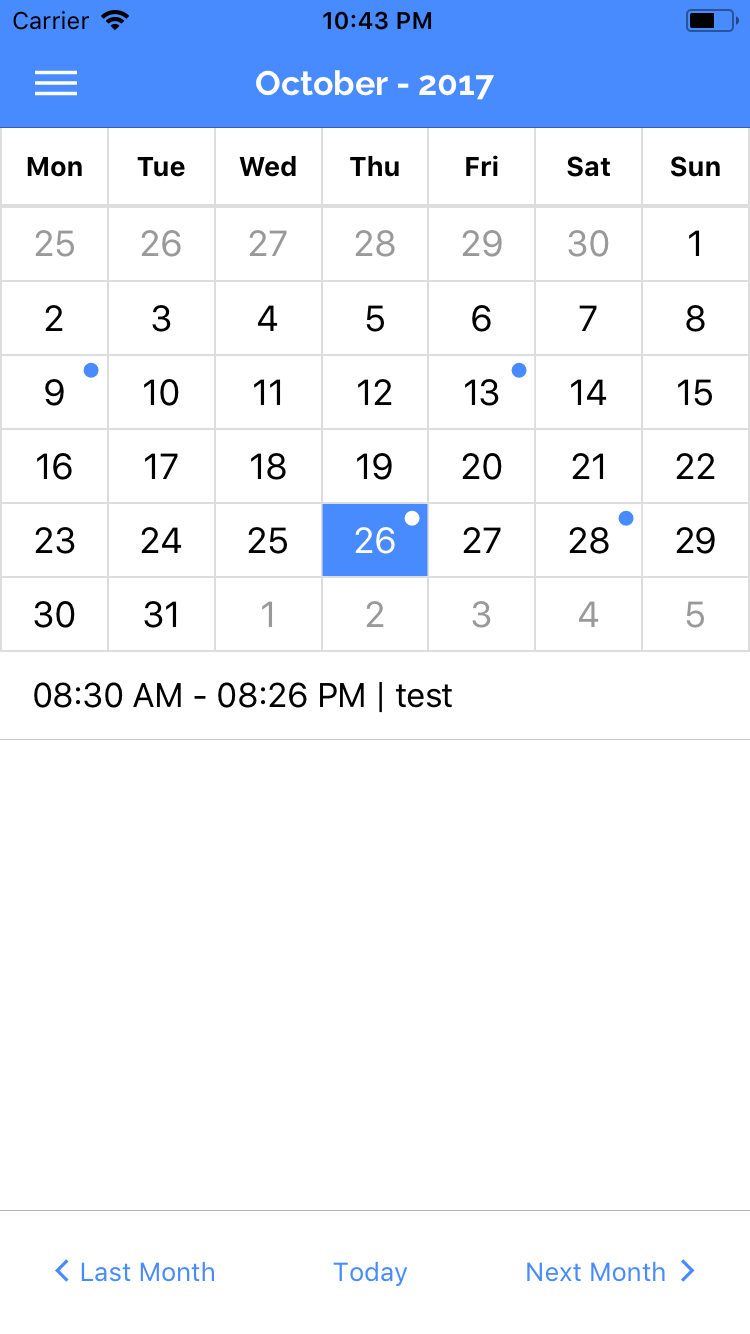 Carrier 10:43 PM
October - 2017
Mon Tue Wed Thu Fri Sat Sun
25 26 27 28 29 30 1
2 3 4 5 6 7 8
9 10 11 12 13 14 15
16 17 18 19 20 21 22
23 24 25 26 27 28 29
30 31 1 2 3 4 5
08:30 AM - 08:26 PM | test
Last Month Today Next Month